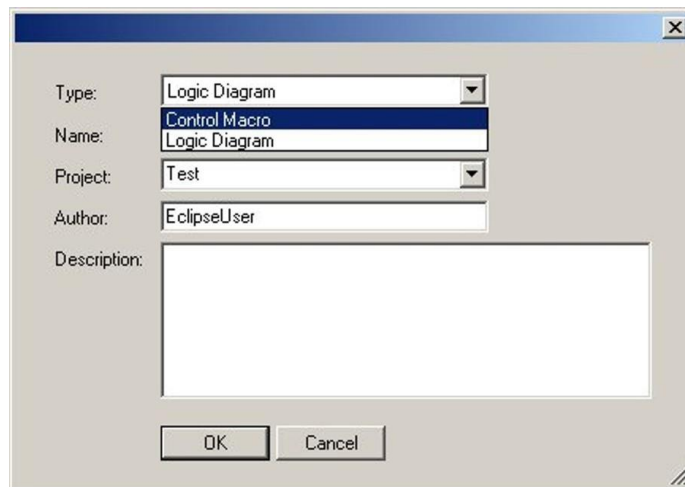 Type: Logic Diagram
Control Macro
Name: Logic Diagram
Project: Test
Author: EclipseUser
Description:
OK Cancel